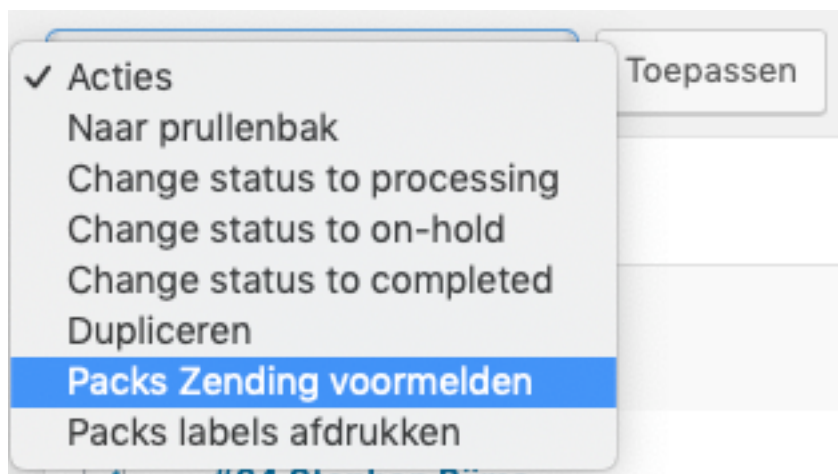 Acties
Toepassen
Naar prullenbak
Change status to processing
Change status to on-hold
Change status to completed
Dupliceren
Packs Zending voormelden
Packs labels afdrukken